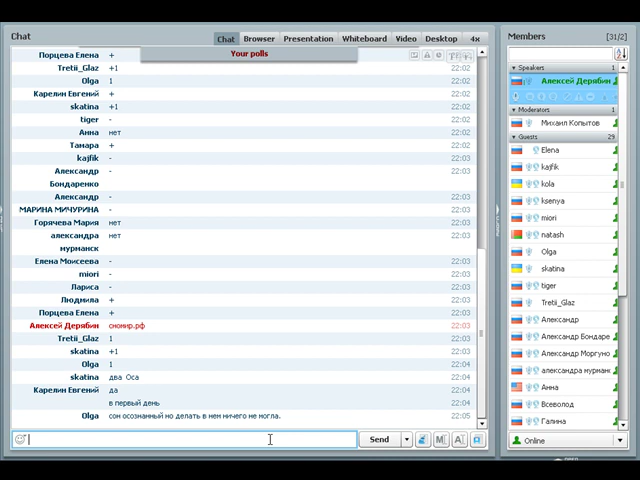 Chat
Chat Browser Presentation Whiteboard Video Desktop 4x
Your polls
Порцева Елена +
Tretii_Glaz +1 22:02
Olga 1 22:02
Карелин Евгений + 22:02
skatina +1 22:02
tiger - 22:02
Анна нет 22:02
Тамара + 22:02
kajfik - 22:03
Александр - 22:03
Бондаренко
Александр - 22:03
МАРИНА МИЧУРИНА - 22:03
Горячева Мария нет 22:03
александра нет 22:03
мурманск
Елена Моисеева - 22:03
miori - 22:03
Лариса - 22:03
Людмила + 22:03
Порцева Елена + 22:03
Алексей Дерябин сномир.рф 22:03
Tretii_Glaz 1 22:03
skatina +1 22:04
Olga 1 22:04
skatina два Оса 22:04
Карелин Евгений да 22:04
в первый день 22:04
Olga сом осознанный но делать в нем ничего не могла. 22:05
Send
Members [31/2]
Speakers 1
Алексей Дерябин
Moderators 1
Михаил Копытов
Guests 29
Elena
kajfik
kola
ksenya
miori
natash
Olga
skatina
tiger
Tretii_Glaz
Александр
Александр Бондаре
Александр Моргуно
александра мурман
Анна
Всеволод
Галина
Online